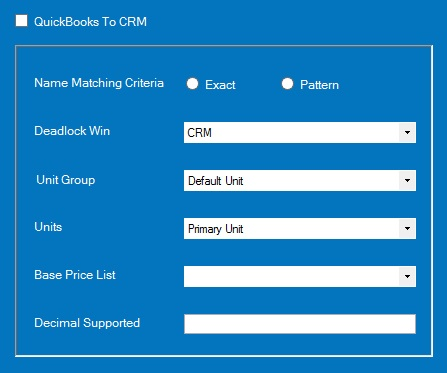 QuickBooks To CRM
Name Matching Criteria Exact Pattern
Deadlock Win CRM
Unit Group Default Unit
Units Primary Unit
Base Price List
Decimal Supported